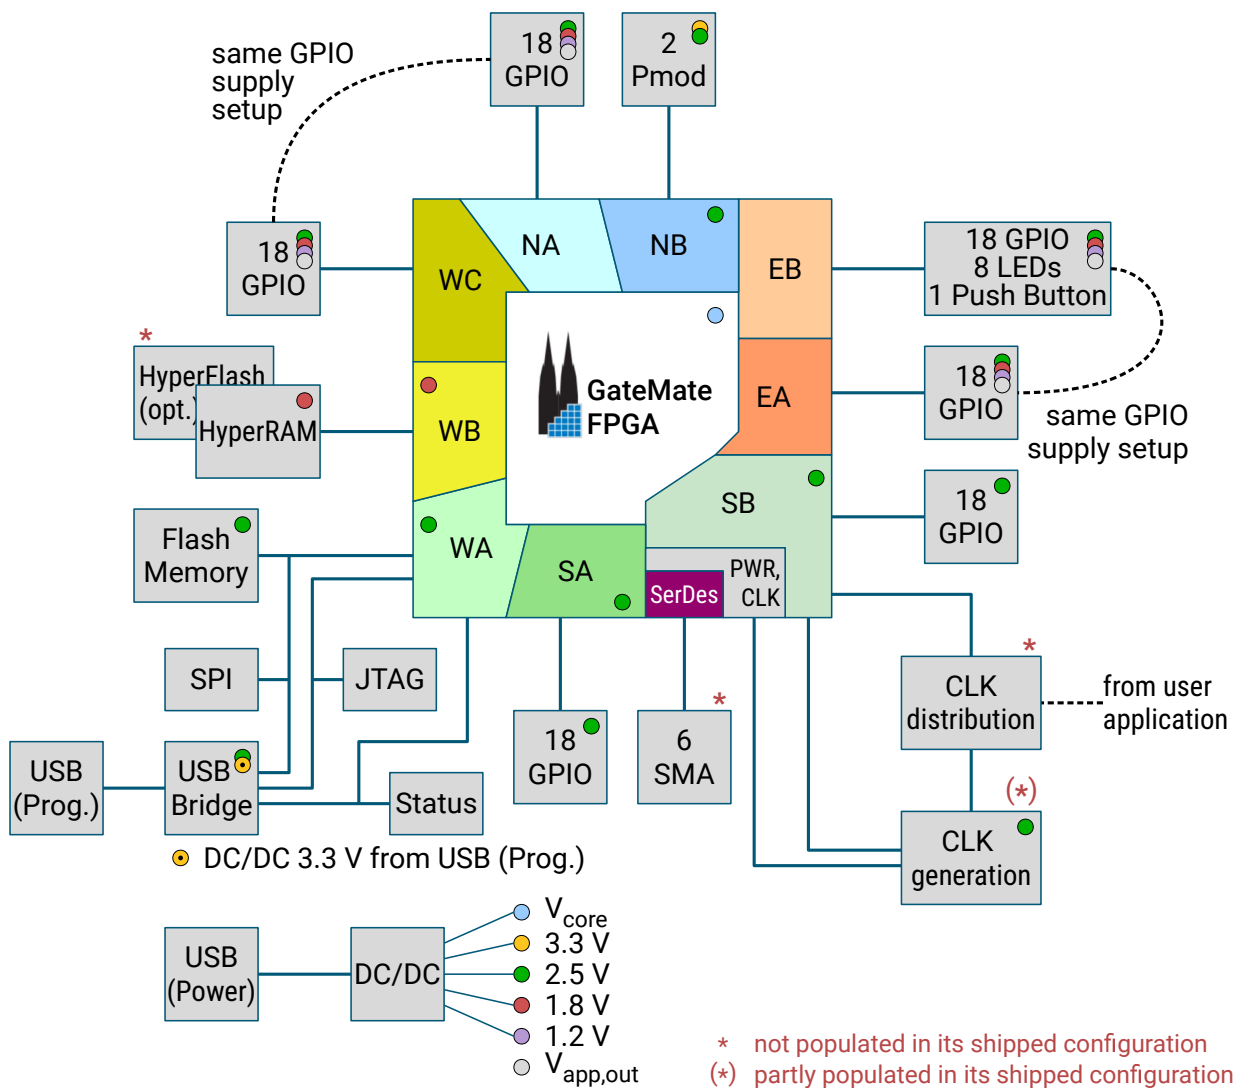 18
GPIO
2
Pmod
same GPIO
supply
setup
18
GPIO
NA
NB
WC
EB
18 GPIO
8 LEDs
1 Push Button
*
HyperFlash
(opt.)
HyperRAM
WB
GateMate
FPGA
EA
18
GPIO
same GPIO
supply setup
SB
18
GPIO
Flash
Memory
WA
SA
PWR,
CLK
SerDes
SPI
JTAG
*
CLK
distribution
from user
application
18
GPIO
*
6
SMA
USB
(Prog.)
USB
Bridge
Status
(*)
CLK
generation
DC/DC 3.3 V from USB (Prog.)
USB
(Power)
DC/DC
Vcore
3.3 V
2.5 V
1.8 V
1.2 V
Vapp,out
* not populated in its shipped configuration
(*) partly populated in its shipped configuration